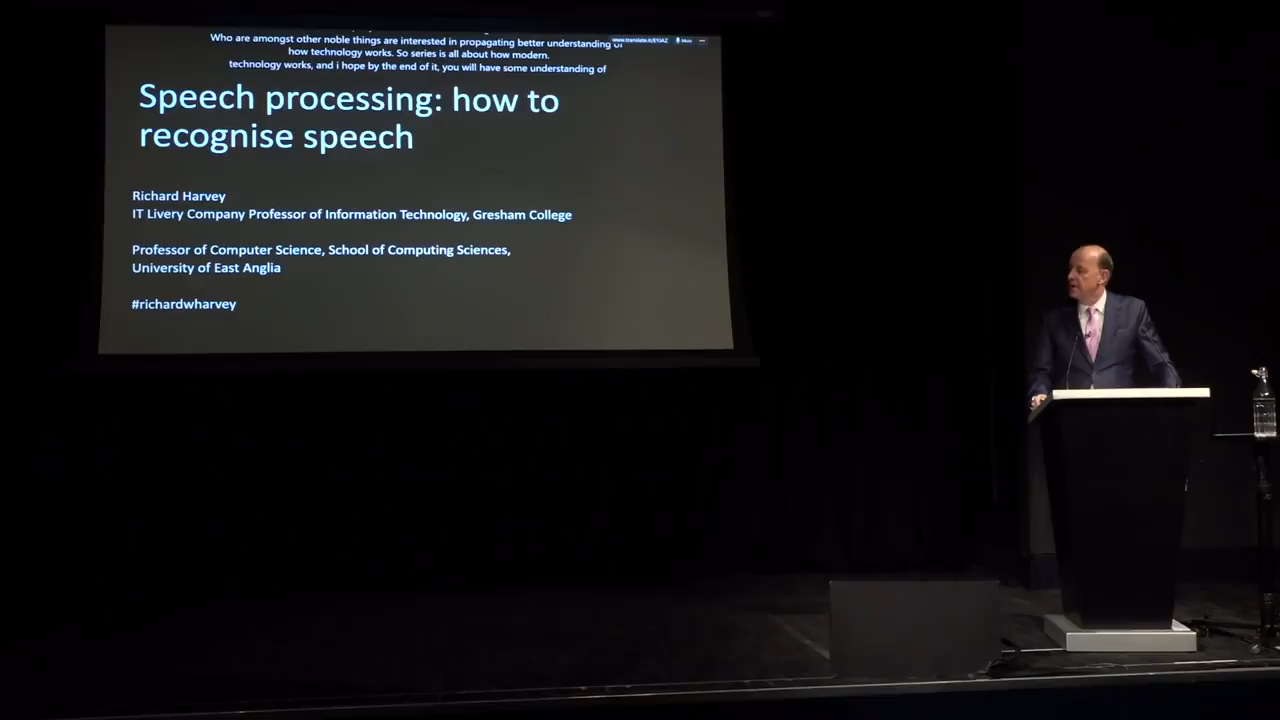 Who are amongst other noble things are interested in propagating better understanding of
how technology works. So series is all about how modern.
technology works, and i hope by the end of it, you will have some understanding of
Mute
Speech processing: how to
recognise speech
Richard Harvey
IT Livery Company Professor of Information Technology, Gresham College
Professor of Computer Science, School of Computing Sciences,
University of East Anglia
#richardwharvey